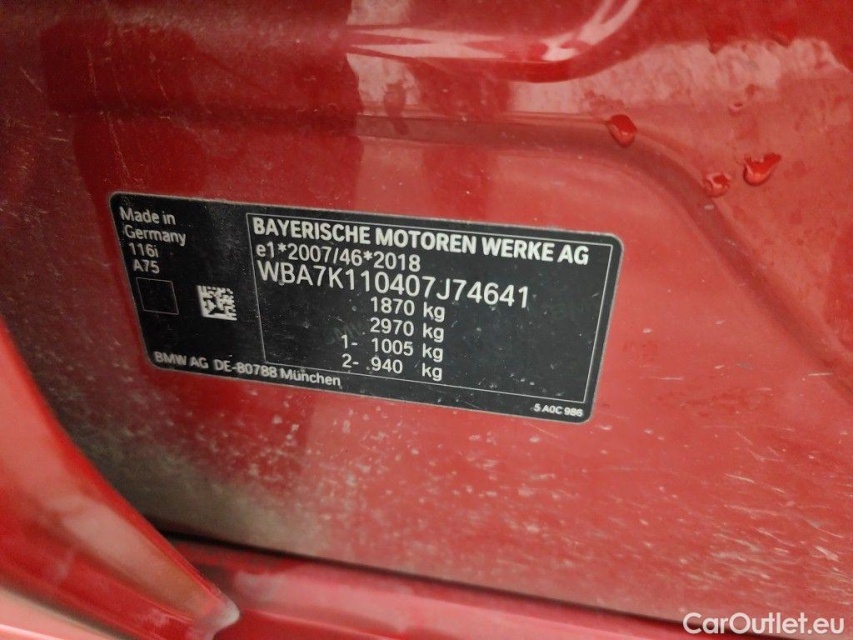 Made in
Germany
116i
A75
BAYERISCHE MOTOREN WERKE AG
e1*2007/46*2018
WBA7K110407J74641
1870 kg
2970 kg
1- 1005 kg
2- 940 kg
BMW AG DE-80788 München
5 A0C 986
CarOutlet.eu